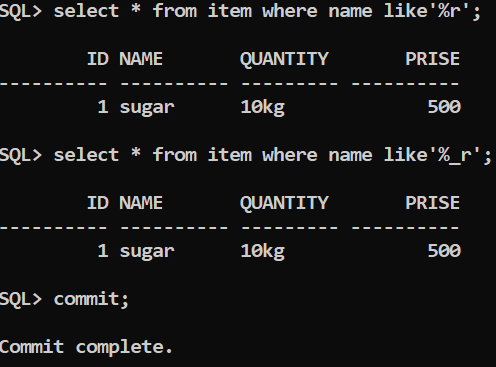 SQL> select * from item where name like'%r';
        ID NAME       QUANTITY       PRISE
---------- ---------- --------- ----------
         1 sugar      10kg             500
SQL> select * from item where name like'%_r';
        ID NAME       QUANTITY       PRISE
---------- ---------- --------- ----------
         1 sugar      10kg             500
SQL> commit;
Commit complete.